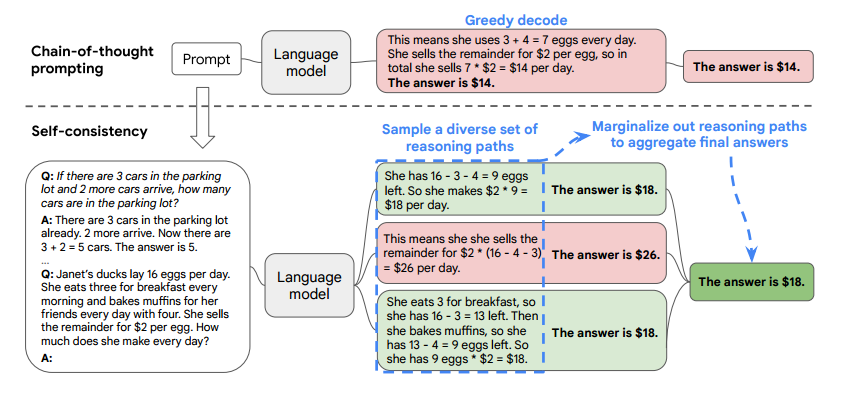 Greedy decode
Chain-of-thought
prompting
Prompt
Language
model
This means she uses 3 + 4 = 7 eggs every day.
She sells the remainder for $2 per egg, so in
total she sells 7 * $2 = $14 per day.
The answer is $14.
The answer is $14.
Self-consistency
Sample a diverse set of
reasoning paths
Marginalize out reasoning paths
to aggregate final answers
Q: If there are 3 cars in the parking
lot and 2 more cars arrive, how many
cars are in the parking lot?
A: There are 3 cars in the parking lot
already. 2 more arrive. Now there are
3 + 2 = 5 cars. The answer is 5.
...
Q: Janet's ducks lay 16 eggs per day.
She eats three for breakfast every
morning and bakes muffins for her
friends every day with four. She sells
the remainder for $2 per egg. How
much does she make every day?
A:
Language
model
She has 16 - 3 - 4 = 9 eggs
left. So she makes $2 * 9 =
$18 per day.
The answer is $18.
This means she she sells the
remainder for $2 * (16 - 4 - 3)
= $26 per day.
The answer is $26.
She eats 3 for breakfast, so
she has 16 - 3 = 13 left. Then
she bakes muffins, so she
has 13 - 4 = 9 eggs left. So
she has 9 eggs * $2 = $18.
The answer is $18.
The answer is $18.